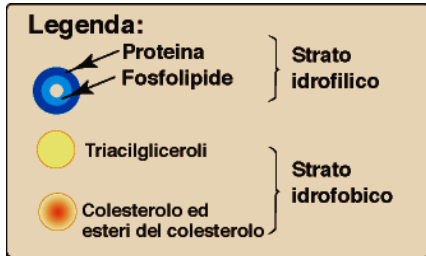 Legenda:
Proteina
Fosfolipide
Strato
idrofilico
Triacilgliceroli
Colesterolo ed
esteri del colesterolo
Strato
idrofobico